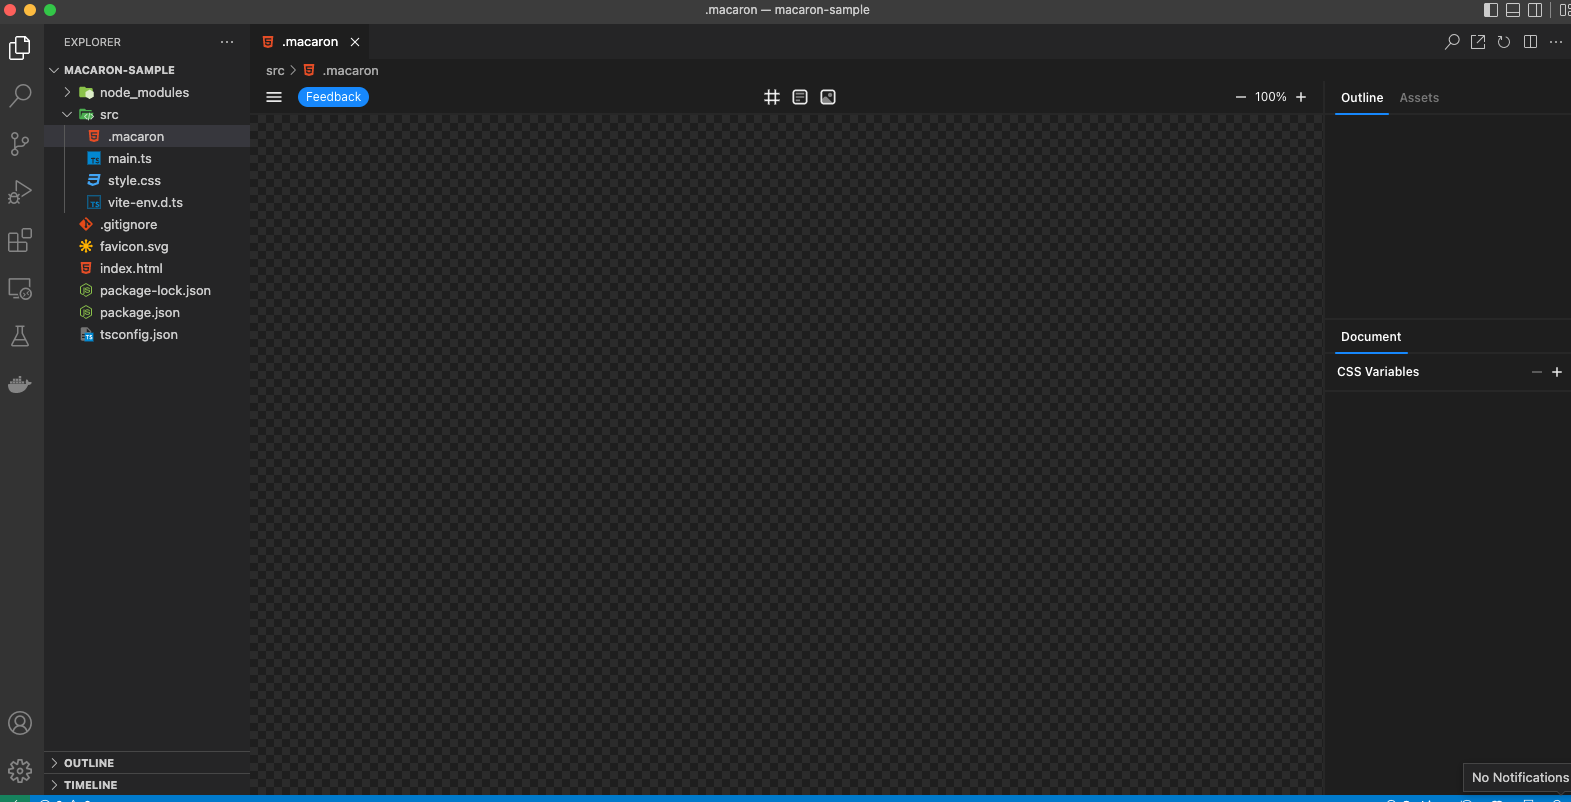 .macaron — macaron-sample
EXPLORER
MACARON-SAMPLE
node_modules
src
.macaron
main.ts
style.css
vite-env.d.ts
.gitignore
favicon.svg
index.html
package-lock.json
package.json
tsconfig.json
OUTLINE
TIMELINE
.macaron
src > .macaron
Feedback
100%
Outline Assets
Document
CSS Variables
No Notifications